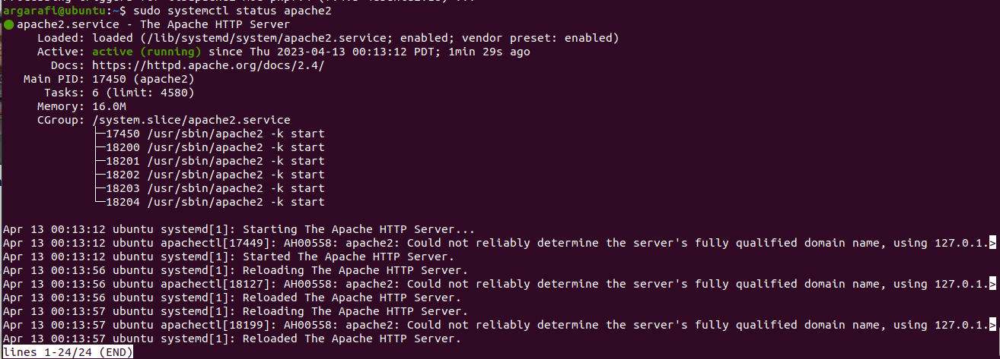 argarafi@ubuntu:~$ sudo systemctl status apache2
● apache2.service - The Apache HTTP Server
Loaded: loaded (/lib/systemd/system/apache2.service; enabled; vendor preset: enabled)
Active: active (running) since Thu 2023-04-13 00:13:12 PDT; 1min 29s ago
Docs: https://httpd.apache.org/docs/2.4/
Main PID: 17450 (apache2)
Tasks: 6 (limit: 4580)
Memory: 16.0M
CGroup: /system.slice/apache2.service
├─17450 /usr/sbin/apache2 -k start
├─18200 /usr/sbin/apache2 -k start
├─18201 /usr/sbin/apache2 -k start
├─18202 /usr/sbin/apache2 -k start
├─18203 /usr/sbin/apache2 -k start
└─18204 /usr/sbin/apache2 -k start
Apr 13 00:13:12 ubuntu systemd[1]: Starting The Apache HTTP Server...
Apr 13 00:13:12 ubuntu apachectl[17449]: AH00558: apache2: Could not reliably determine the server's fully qualified domain name, using 127.0.1.>
Apr 13 00:13:12 ubuntu systemd[1]: Started The Apache HTTP Server.
Apr 13 00:13:56 ubuntu systemd[1]: Reloading The Apache HTTP Server.
Apr 13 00:13:56 ubuntu apachectl[18127]: AH00558: apache2: Could not reliably determine the server's fully qualified domain name, using 127.0.1.>
Apr 13 00:13:56 ubuntu systemd[1]: Reloaded The Apache HTTP Server.
Apr 13 00:13:57 ubuntu systemd[1]: Reloading The Apache HTTP Server.
Apr 13 00:13:57 ubuntu apachectl[18199]: AH00558: apache2: Could not reliably determine the server's fully qualified domain name, using 127.0.1.>
Apr 13 00:13:57 ubuntu systemd[1]: Reloaded The Apache HTTP Server.
lines 1-24/24 (END)